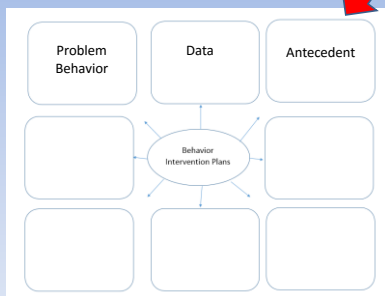 Problem
Behavior
Data
Antecedent
Behavior
Intervention Plans